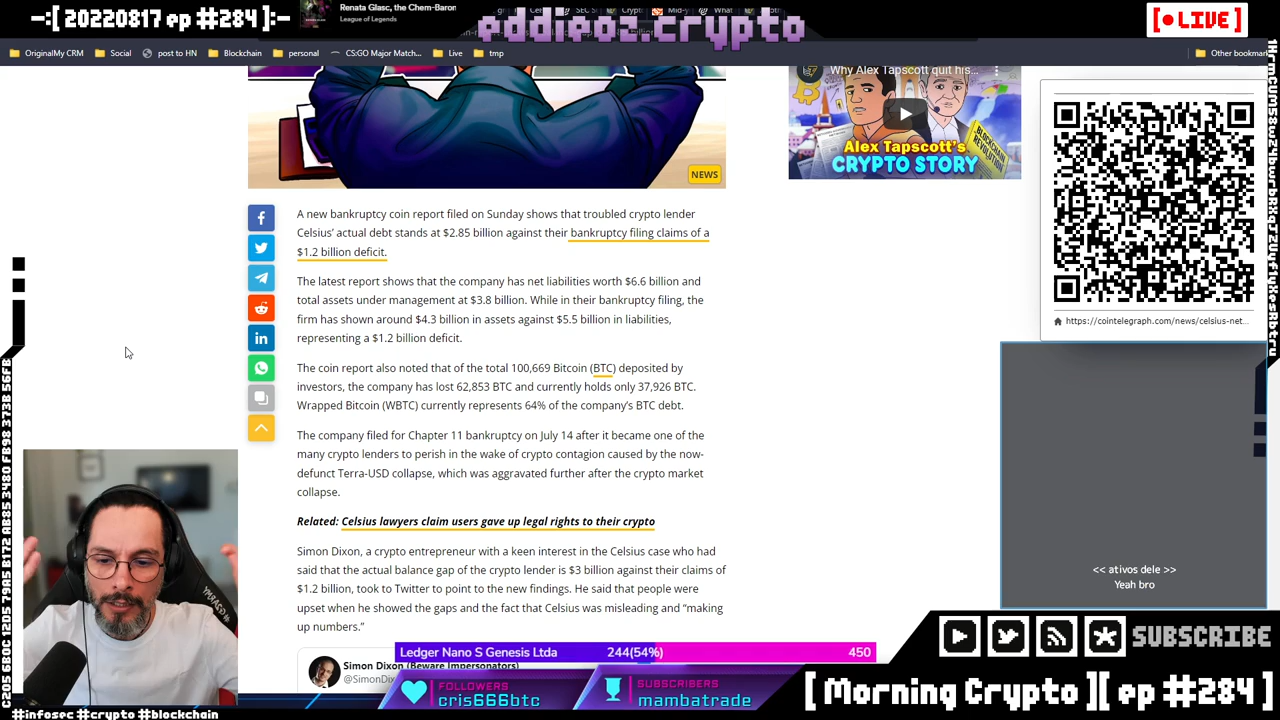 -:[ 20220817 ep #284 ]:-
Renata Glasc, the Chem-Baron
League of Legends
eddieoz.crypto
[ LIVE ]
OriginalMy CRM
Social
post to HN
Blockchain
personal
CS:GO Major Match...
Live
tmp
Other bookmar
NEWS
Why Alex Tapscott quit his...
BLOCKCHAIN REVOLUTION
ALEX TAPSCOTT'S
CRYPTO STORY
https://cointelegraph.com/news/celsius-net...
A new bankruptcy coin report filed on Sunday shows that troubled crypto lender
Celsius' actual debt stands at $2.85 billion against their bankruptcy filing claims of a
$1.2 billion deficit.
The latest report shows that the company has net liabilities worth $6.6 billion and
total assets under management at $3.8 billion. While in their bankruptcy filing, the
firm has shown around $4.3 billion in assets against $5.5 billion in liabilities,
representing a $1.2 billion deficit.
The coin report also noted that of the total 100,669 Bitcoin (BTC) deposited by
investors, the company has lost 62,853 BTC and currently holds only 37,926 BTC.
Wrapped Bitcoin (WBTC) currently represents 64% of the company's BTC debt.
The company filed for Chapter 11 bankruptcy on July 14 after it became one of the
many crypto lenders to perish in the wake of crypto contagion caused by the now-
defunct Terra-USD collapse, which was aggravated further after the crypto market
collapse.
Related: Celsius lawyers claim users gave up legal rights to their crypto
Simon Dixon, a crypto entrepreneur with a keen interest in the Celsius case who had
said that the actual balance gap of the crypto lender is $3 billion against their claims of
$1.2 billion, took to Twitter to point to the new findings. He said that people were
upset when he showed the gaps and the fact that Celsius was misleading and "making
up numbers."
Simon Dixon (Beware Impersonators)
<< ativos dele >>
Yeah bro
Ledger Nano S Genesis Ltda
244(54%)
450
FOLLOWERS
cris666btc
SUBSCRIBERS
mambatrade
SUBSCRIBE
[ Morning Crypto ][ ep #284 ]
#infosec #crypto #blockchain